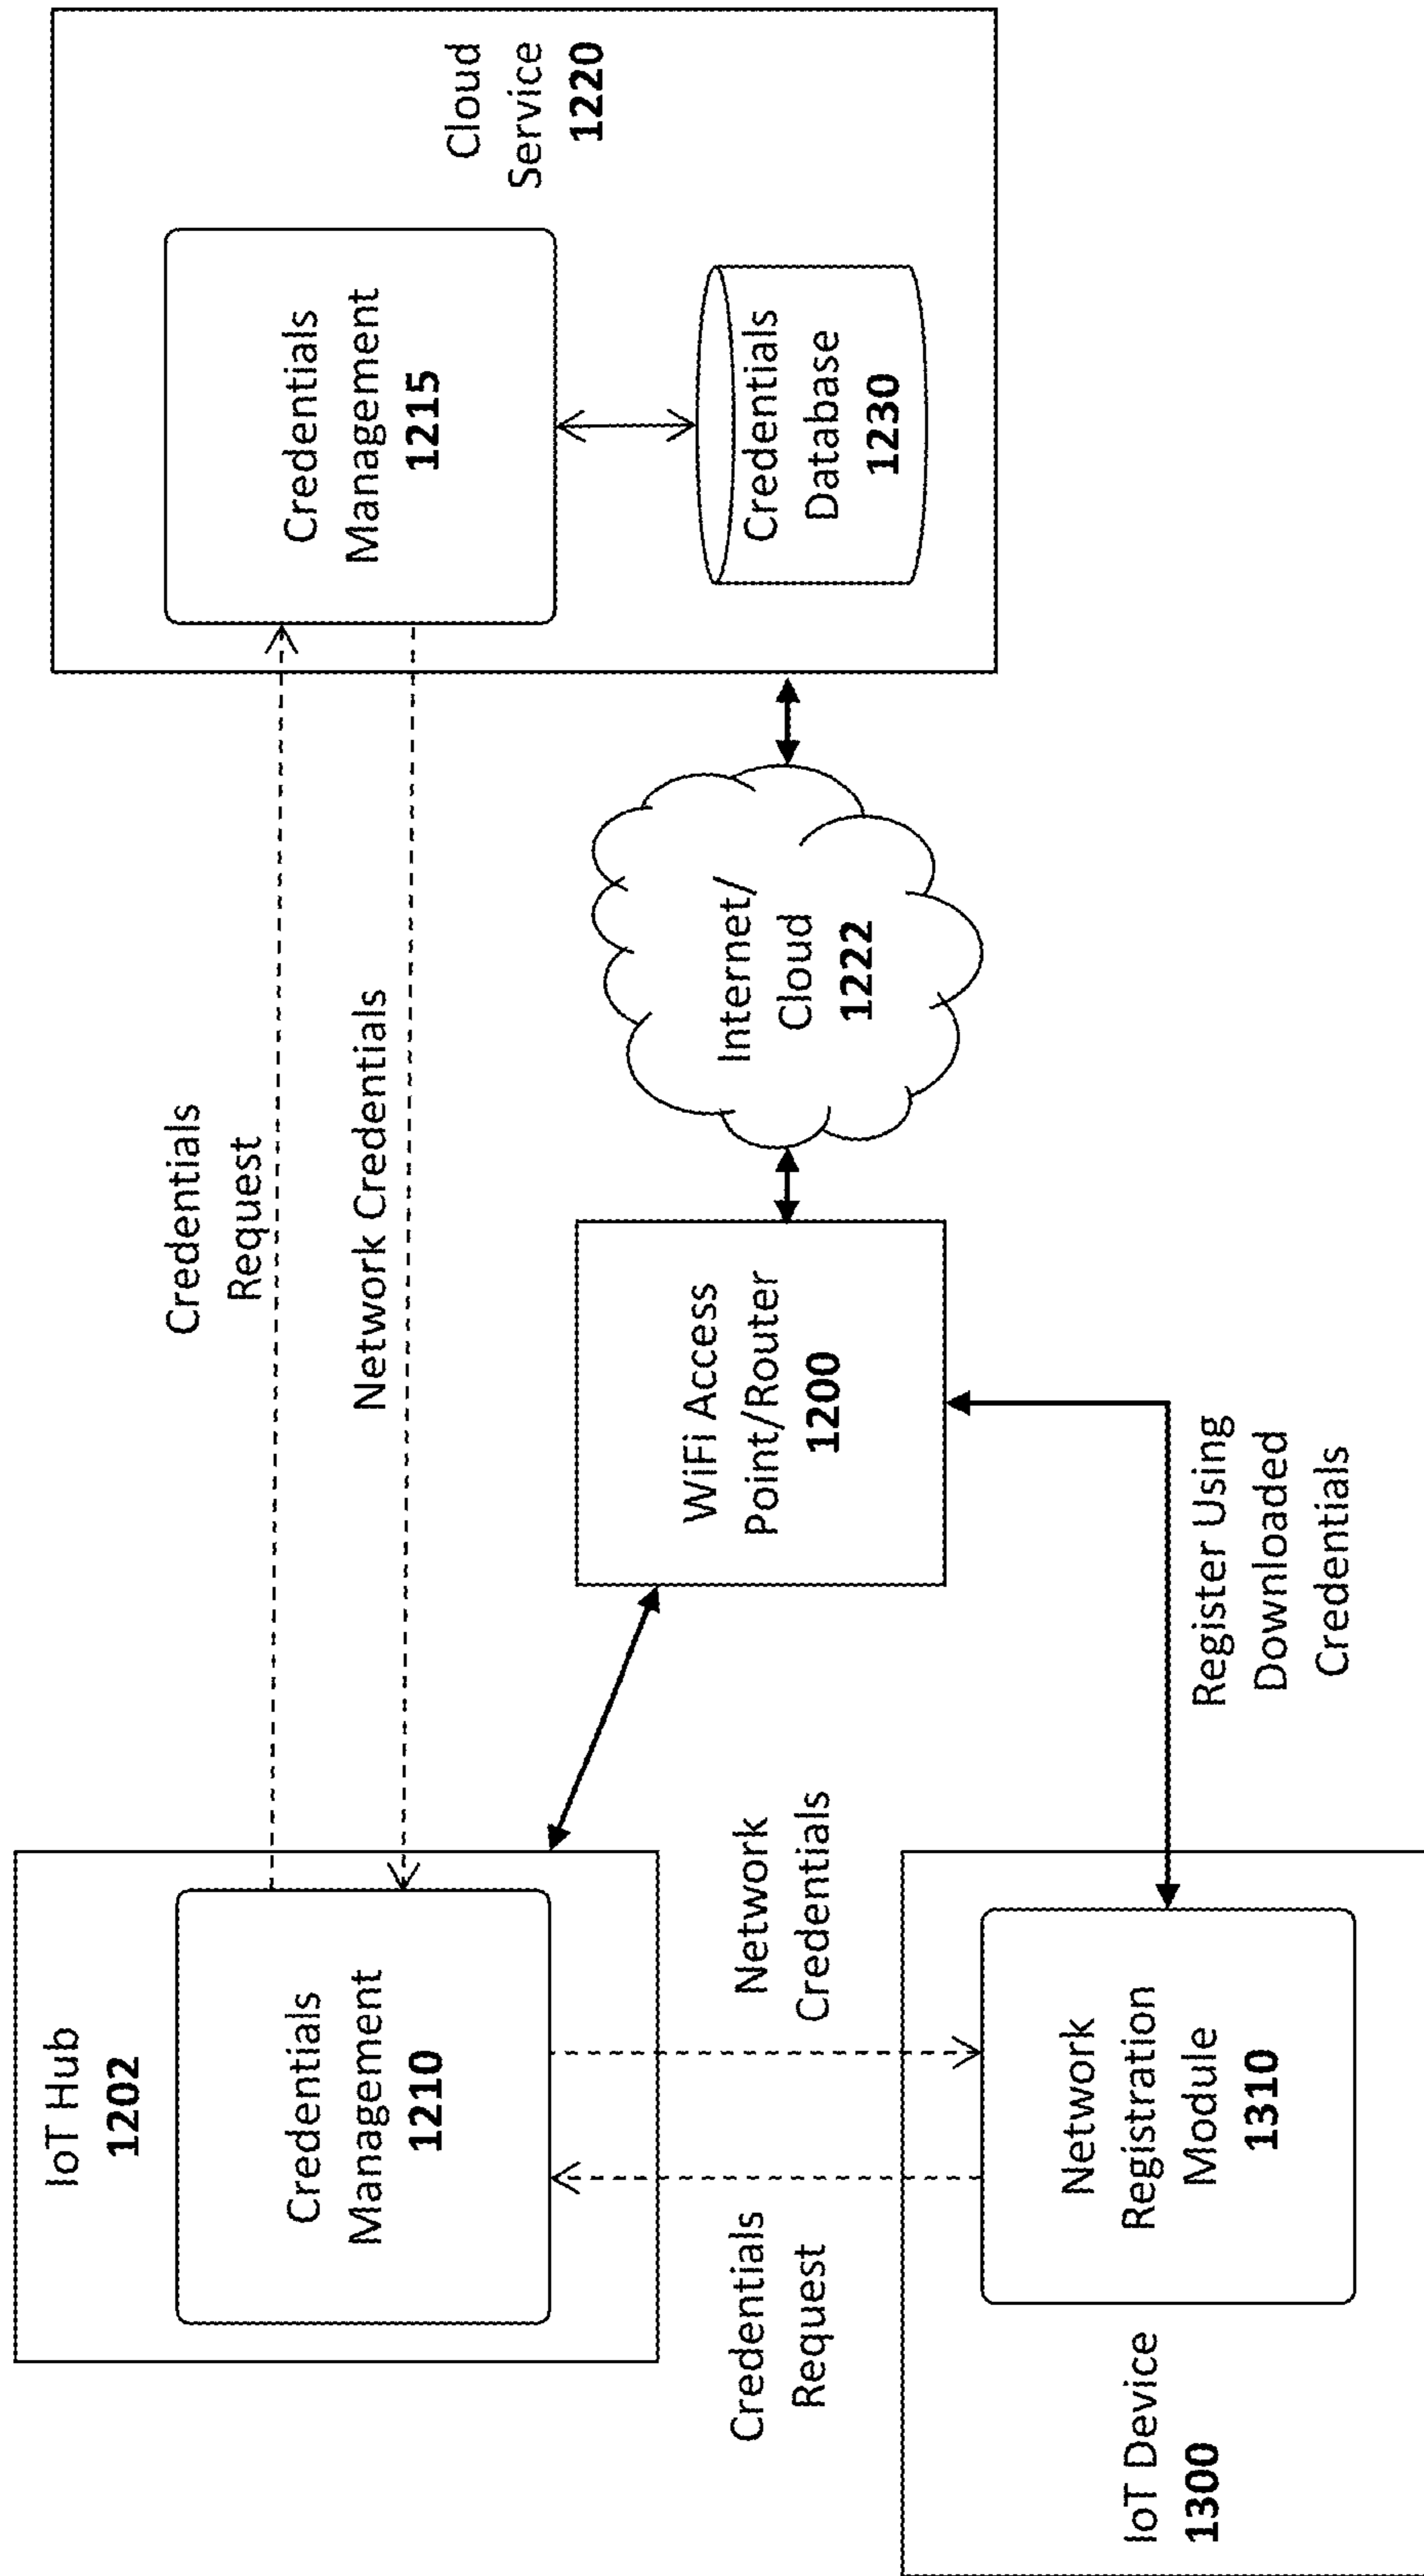 IoT Hub
1202
Credentials
Management
1210
Credentials
Request
Network Credentials
Cloud
Service
1220
Credentials
Management
1215
Credentials
Database
1230
Internet/
Cloud
1222
WiFi Access
Point/Router
1200
Credentials
Request
Network
Credentials
IoT Device
1300
Network
Registration
Module
1310
Register Using
Downloaded
Credentials